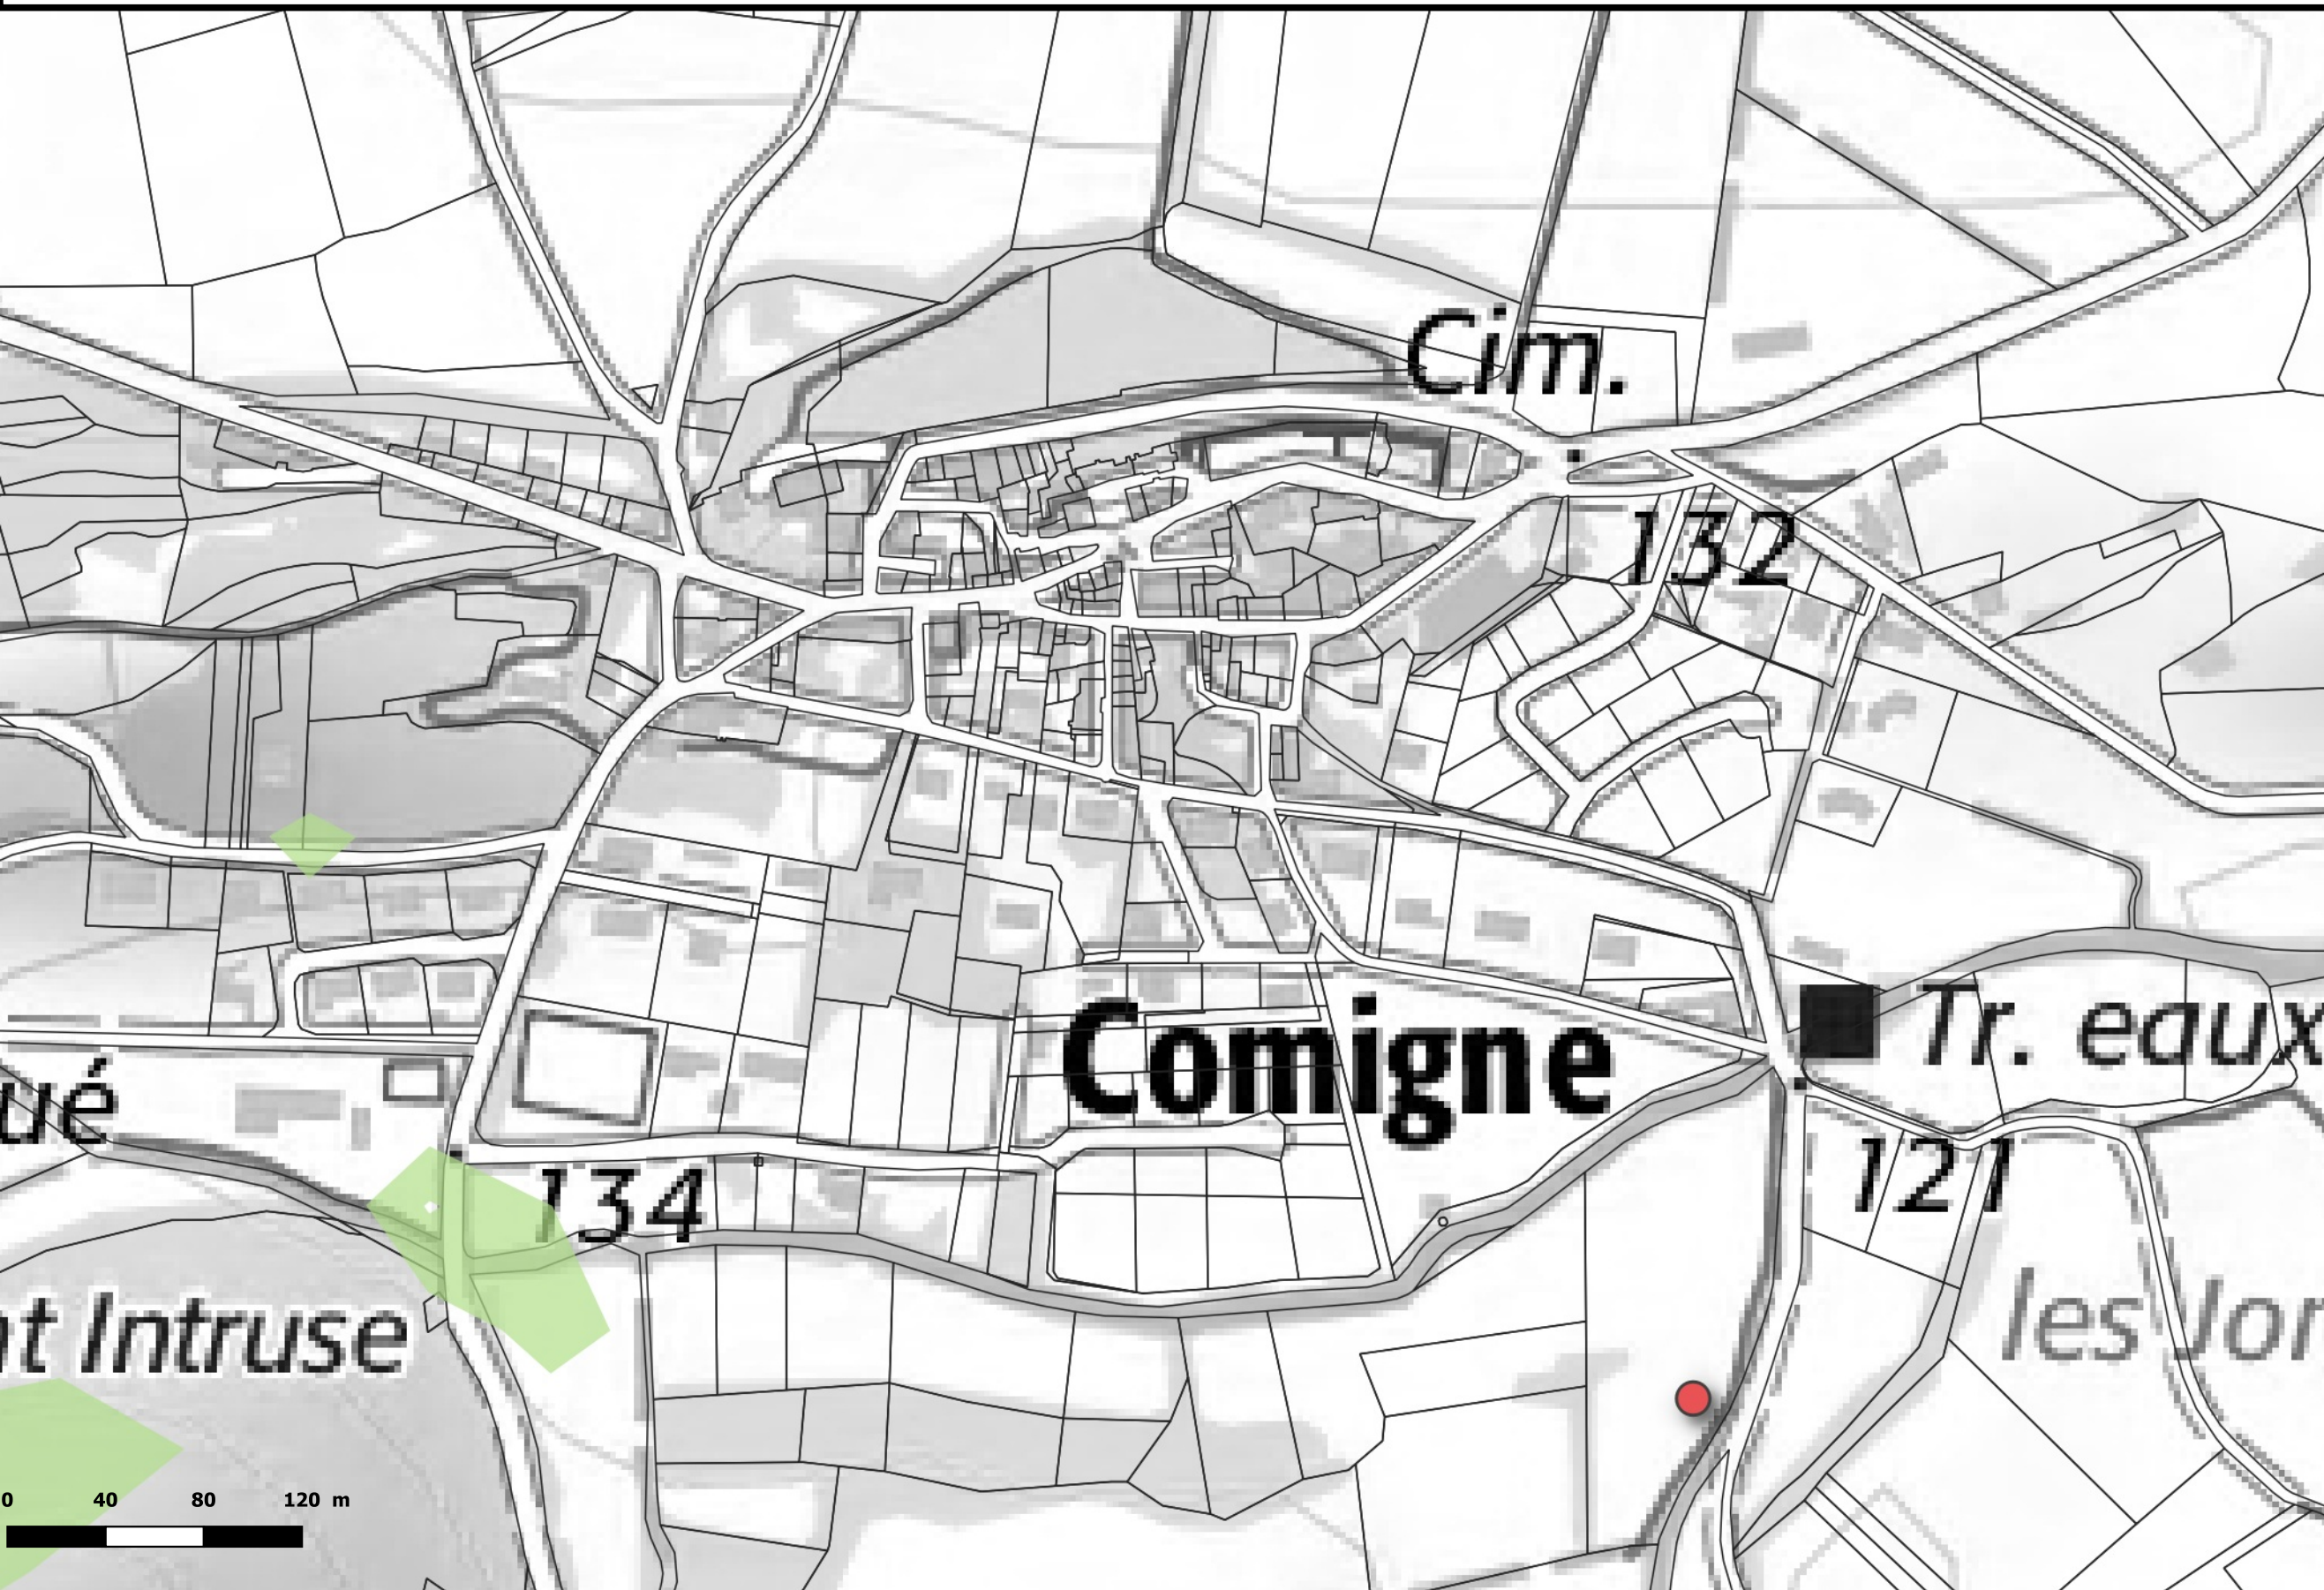 Cim.
132
Comigne
Tr. eaux
ué
134
121
nt Intruse
les Jor
0 40 80 120 m